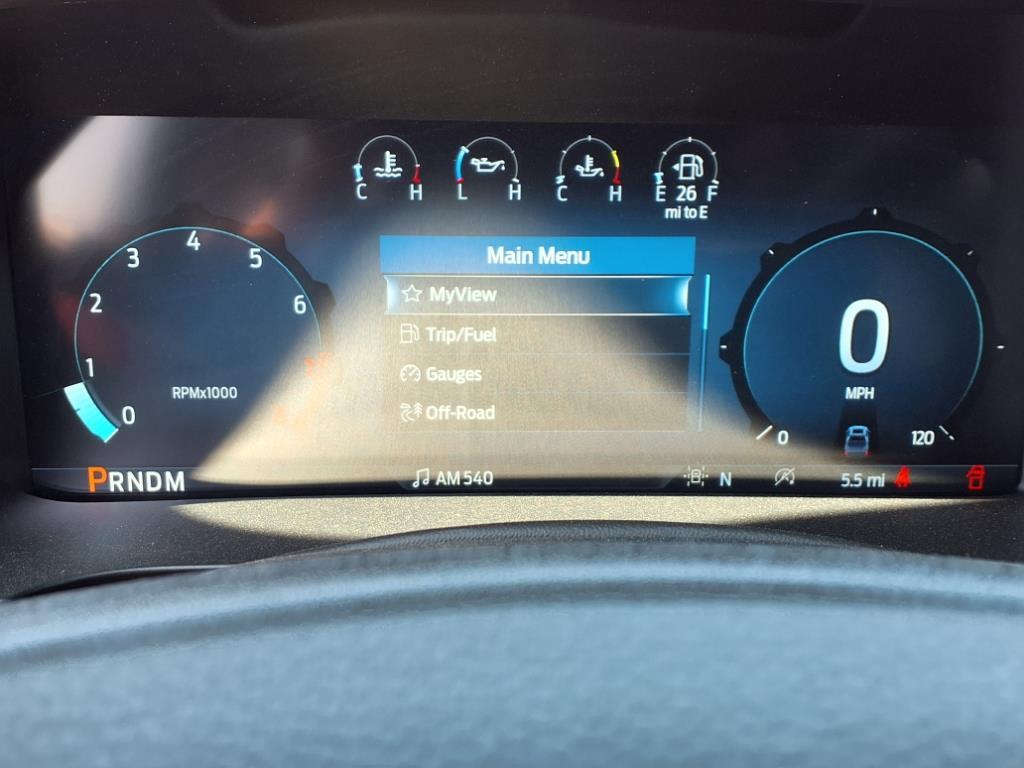 C H L H C H E 26 F
mi to E
Main Menu
MyView
Trip/Fuel
Gauges
Off-Road
0 1 2 3 4 5 6
RPMx1000
0
MPH
0 120
PRNDM
AM 540
N
5.5 mi